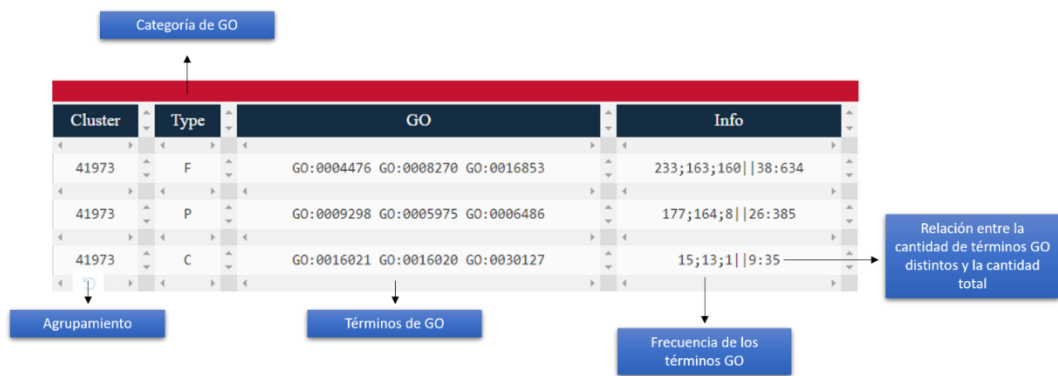 Categoría de GO
Cluster Type GO Info
41973 F GO:0004476 GO:0008270 GO:0016853 233;163;160||38:634
41973 P GO:0009298 GO:0005975 GO:0006486 177;164;8||26:385
41973 C GO:0016021 GO:0016020 GO:0030127 15;13;1||9:35
Relación entre la
cantidad de términos GO
distintos y la cantidad
total
Agrupamiento
Términos de GO
Frecuencia de los
términos GO